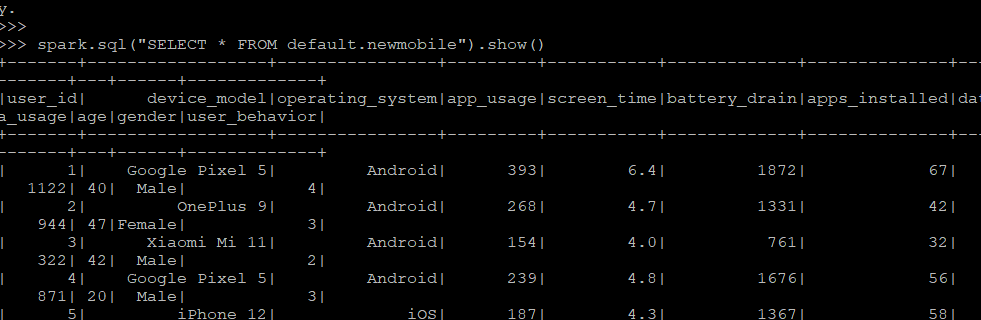 y.
>>>
>>> spark.sql("SELECT * FROM default.newmobile").show()
+-------+----------------+----------------+---------+-----------+-------------+--------------+---
-------+---+------+-------------+
|user_id|    device_model|operating_system|app_usage|screen_time|battery_drain|apps_installed|dat
a_usage|age|gender|user_behavior|
+-------+----------------+----------------+---------+-----------+-------------+--------------+---
-------+---+------+-------------+
|      1|  Google Pixel 5|         Android|      393|        6.4|         1872|            67|
   1122| 40|  Male|            4|
|      2|       OnePlus 9|         Android|      268|        4.7|         1331|            42|
    944| 47|Female|            3|
|      3|    Xiaomi Mi 11|         Android|      154|        4.0|          761|            32|
    322| 42|  Male|            2|
|      4|  Google Pixel 5|         Android|      239|        4.8|         1676|            56|
    871| 20|  Male|            3|
|      5|       iPhone 12|             iOS|      187|        4.3|         1367|            58|